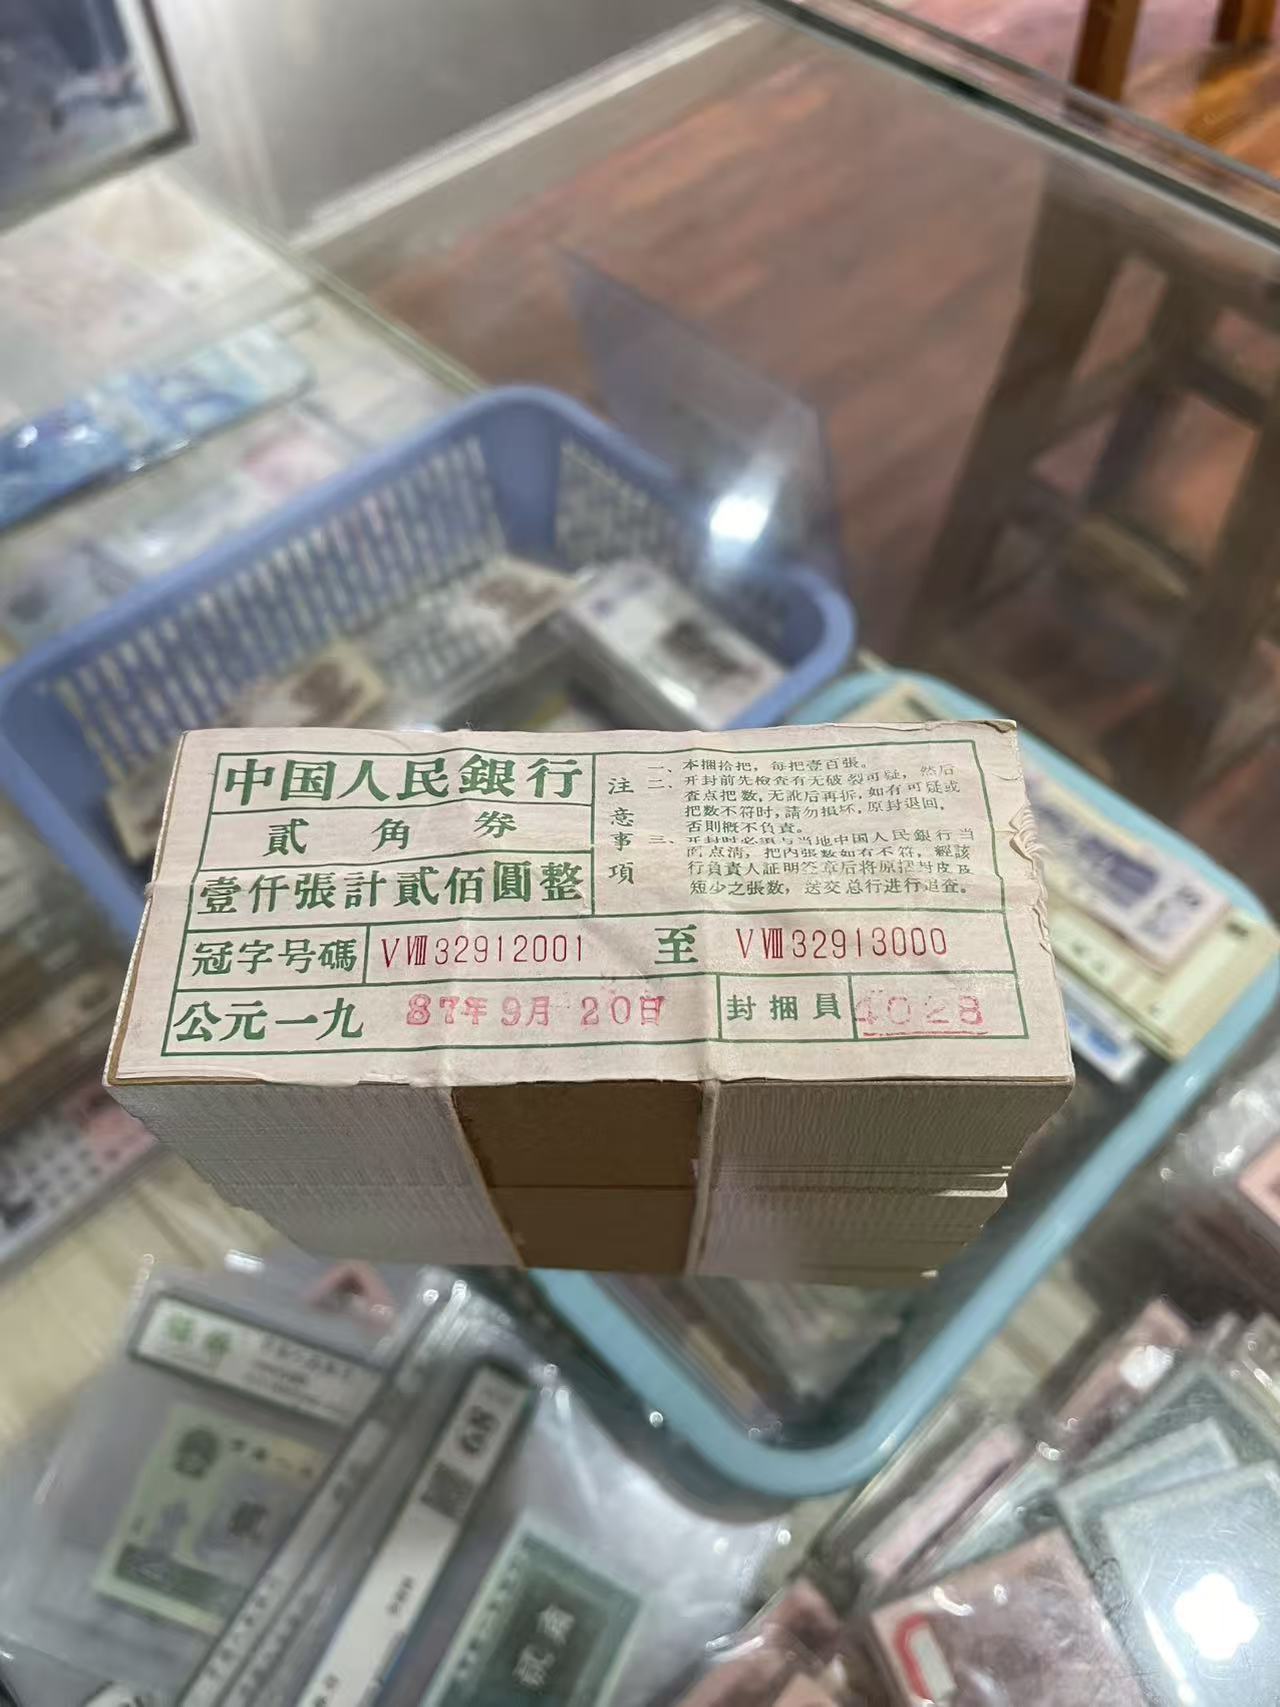 中国人民銀行
貳角券
壹仟張計貳佰圓整
注意事項
一、本捆拾把，每把壹百張。
二、开封前先檢查有无破裂可疑，然后
查点把数，无訛后再拆，如有可疑或
把数不符时，請勿損坏，原封退回，
否則概不負責。
三、开封时必須与当地中国人民銀行当
面点清，把內張数如有不符，經該
行負責人証明签章后将原捆封皮及
短少之張数，送交总行进行追查。
冠字号碼 VⅧ32912001 至 VⅧ32913000
公元一九 87年9月20日 封捆員 4028
68
貳角